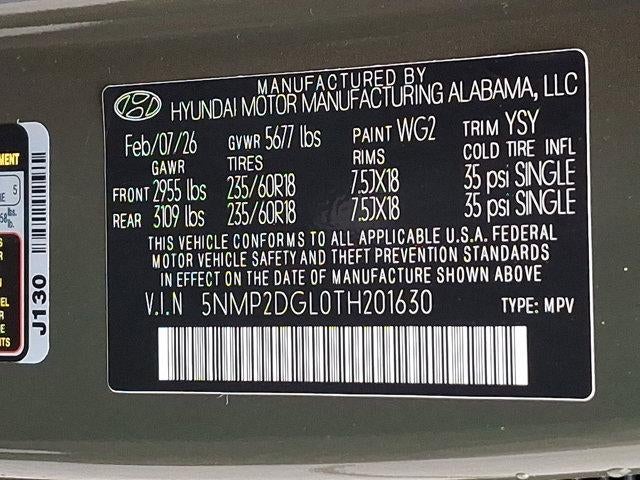 MANUFACTURED BY
HYUNDAI MOTOR MANUFACTURING ALABAMA, LLC
Feb/07/26 GVWR 5677 lbs PAINT WG2 TRIM YSY
GAWR TIRES RIMS COLD TIRE INFL
FRONT 2955 lbs 235/60R18 7.5JX18 35 psi SINGLE
REAR 3109 lbs 235/60R18 7.5JX18 35 psi SINGLE
THIS VEHICLE CONFORMS TO ALL APPLICABLE U.S.A. FEDERAL
MOTOR VEHICLE SAFETY AND THEFT PREVENTION STANDARDS
IN EFFECT ON THE DATE OF MANUFACTURE SHOWN ABOVE
V.I.N 5NMP2DGL0TH201630 TYPE: MPV
J130
5
lbs.
lb.